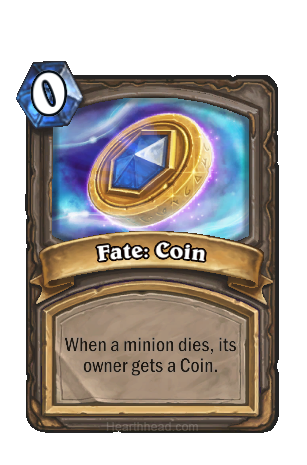 0
Fate: Coin
When a minion dies, its
owner gets a Coin.
Hearthhead.com